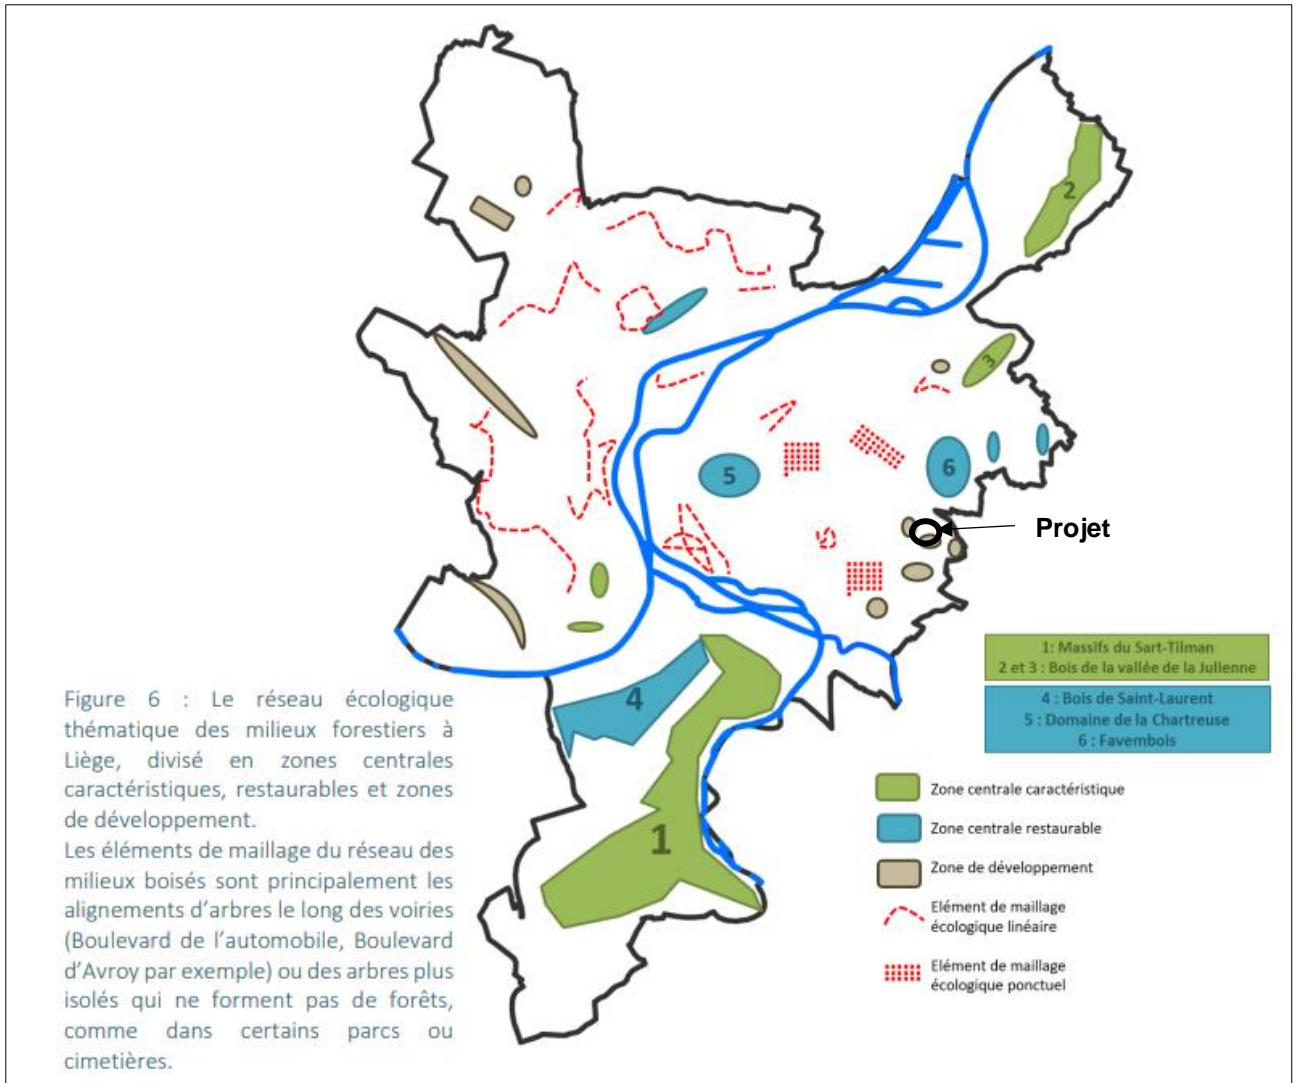 2
3
6
5
Projet
1: Massifs du Sart-Tilman
2 et 3 : Bois de la vallée de la Julienne
4 : Bois de Saint-Laurent
5 : Domaine de la Chartreuse
6 : Favembois
4
1
Figure 6 : Le réseau écologique
thématique des milieux forestiers à
Liège, divisé en zones centrales
caractéristiques, restaurables et zones
de développement.
Les éléments de maillage du réseau des
milieux boisés sont principalement les
alignements d'arbres le long des voiries
(Boulevard de l'automobile, Boulevard
d'Avroy par exemple) ou des arbres plus
isolés qui ne forment pas de forêts,
comme dans certains parcs ou
cimetières.
Zone centrale caractéristique
Zone centrale restaurable
Zone de développement
Elément de maillage
écologique linéaire
Elément de maillage
écologique ponctuel